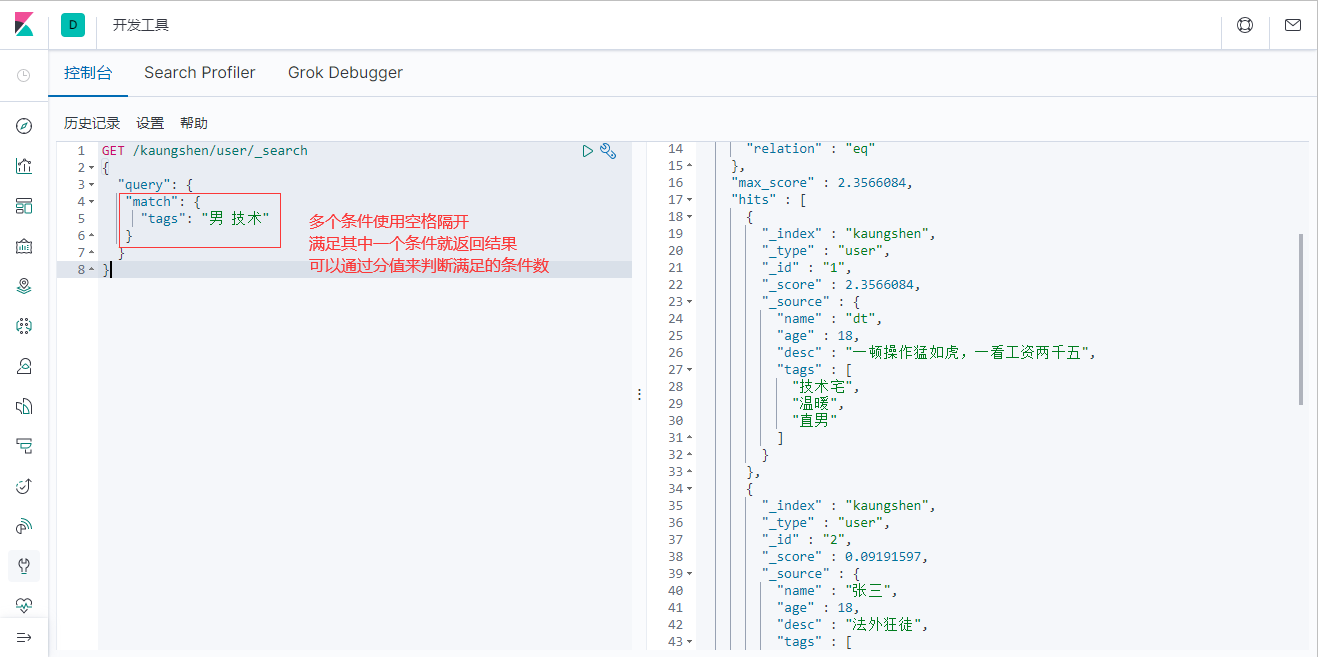 D 开发工具
控制台 Search Profiler Grok Debugger
历史记录 设置 帮助
1 GET /kaungshen/user/_search
2 {
3 "query": {
4 "match": {
5 "tags": "男 技术"
6 }
7 }
8 }
多个条件使用空格隔开
满足其中一个条件就返回结果
可以通过分值来判断满足的条件数
14 "relation" : "eq"
15 },
16 "max_score" : 2.3566084,
17 "hits" : [
18 {
19 "_index" : "kaungshen",
20 "_type" : "user",
21 "_id" : "1",
22 "_score" : 2.3566084,
23 "_source" : {
24 "name" : "dt",
25 "age" : 18,
26 "desc" : "一顿操作猛如虎，一看工资两千五",
27 "tags" : [
28 "技术宅",
29 "温暖",
30 "直男"
31 ]
32 }
33 },
34 {
35 "_index" : "kaungshen",
36 "_type" : "user",
37 "_id" : "2",
38 "_score" : 0.09191597,
39 "_source" : {
40 "name" : "张三",
41 "age" : 18,
42 "desc" : "法外狂徒",
43 "tags" : [